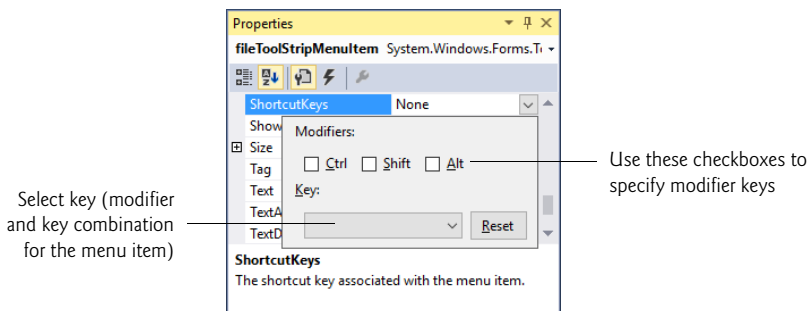 Properties
fileToolStripMenuItem System.Windows.Forms.T
ShortcutKeys None
Show
Modifiers:
Size
Ctrl Shift Alt
Tag
Text
Key:
TextA
TextD
Reset
ShortcutKeys
The shortcut key associated with the menu item.
Select key (modifier
and key combination
for the menu item)
Use these checkboxes to
specify modifier keys